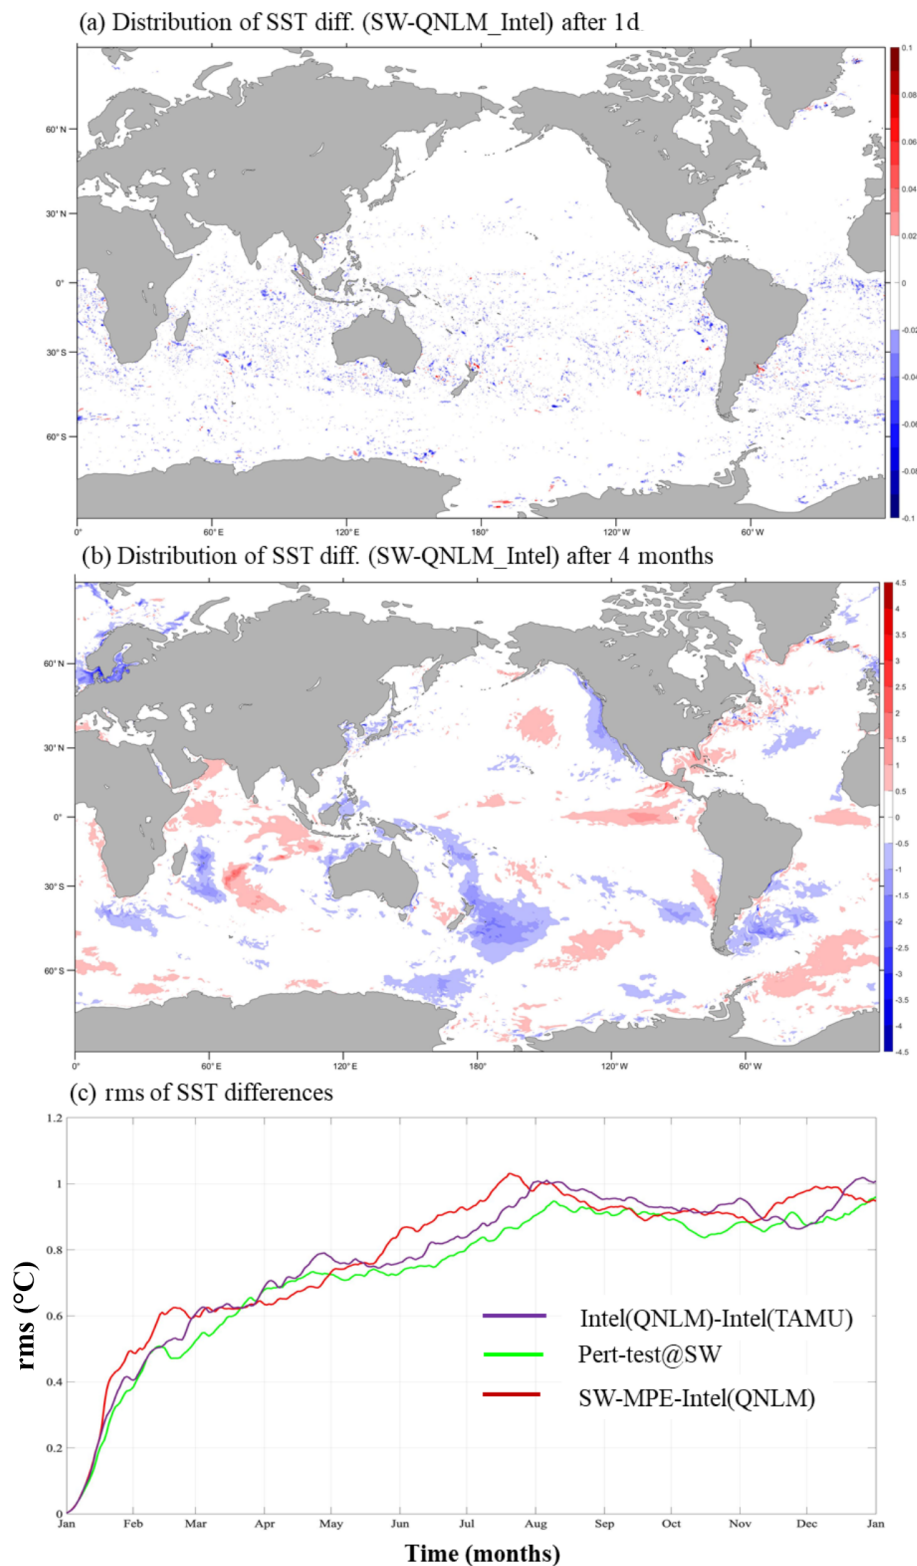 (a) Distribution of SST diff. (SW-QNLM_Intel) after 1d
0.1
0.08
0.06
0.04
0.02
0
-0.02
-0.04
-0.06
-0.08
-0.1
60° N
30° N
0°
30° S
60° S
0° 60° E 120° E 180° 120° W 60° W
(b) Distribution of SST diff. (SW-QNLM_Intel) after 4 months
4.5
3.5
3
2.5
2
1.5
1
0.5
0
-0.5
-1
-1.5
-2
-2.5
-3
-3.5
-4.5
60° N
30° N
0°
30° S
60° S
0° 60° E 120° E 180° 120° W 60° W
(c) rms of SST differences
1.2
1
0.8
0.6
0.4
0.2
0
rms (°C)
Intel(QNLM)-Intel(TAMU)
Pert-test@SW
SW-MPE-Intel(QNLM)
Jan Feb Mar Apr May Jun Jul Aug Sep Oct Nov Dec Jan
Time (months)